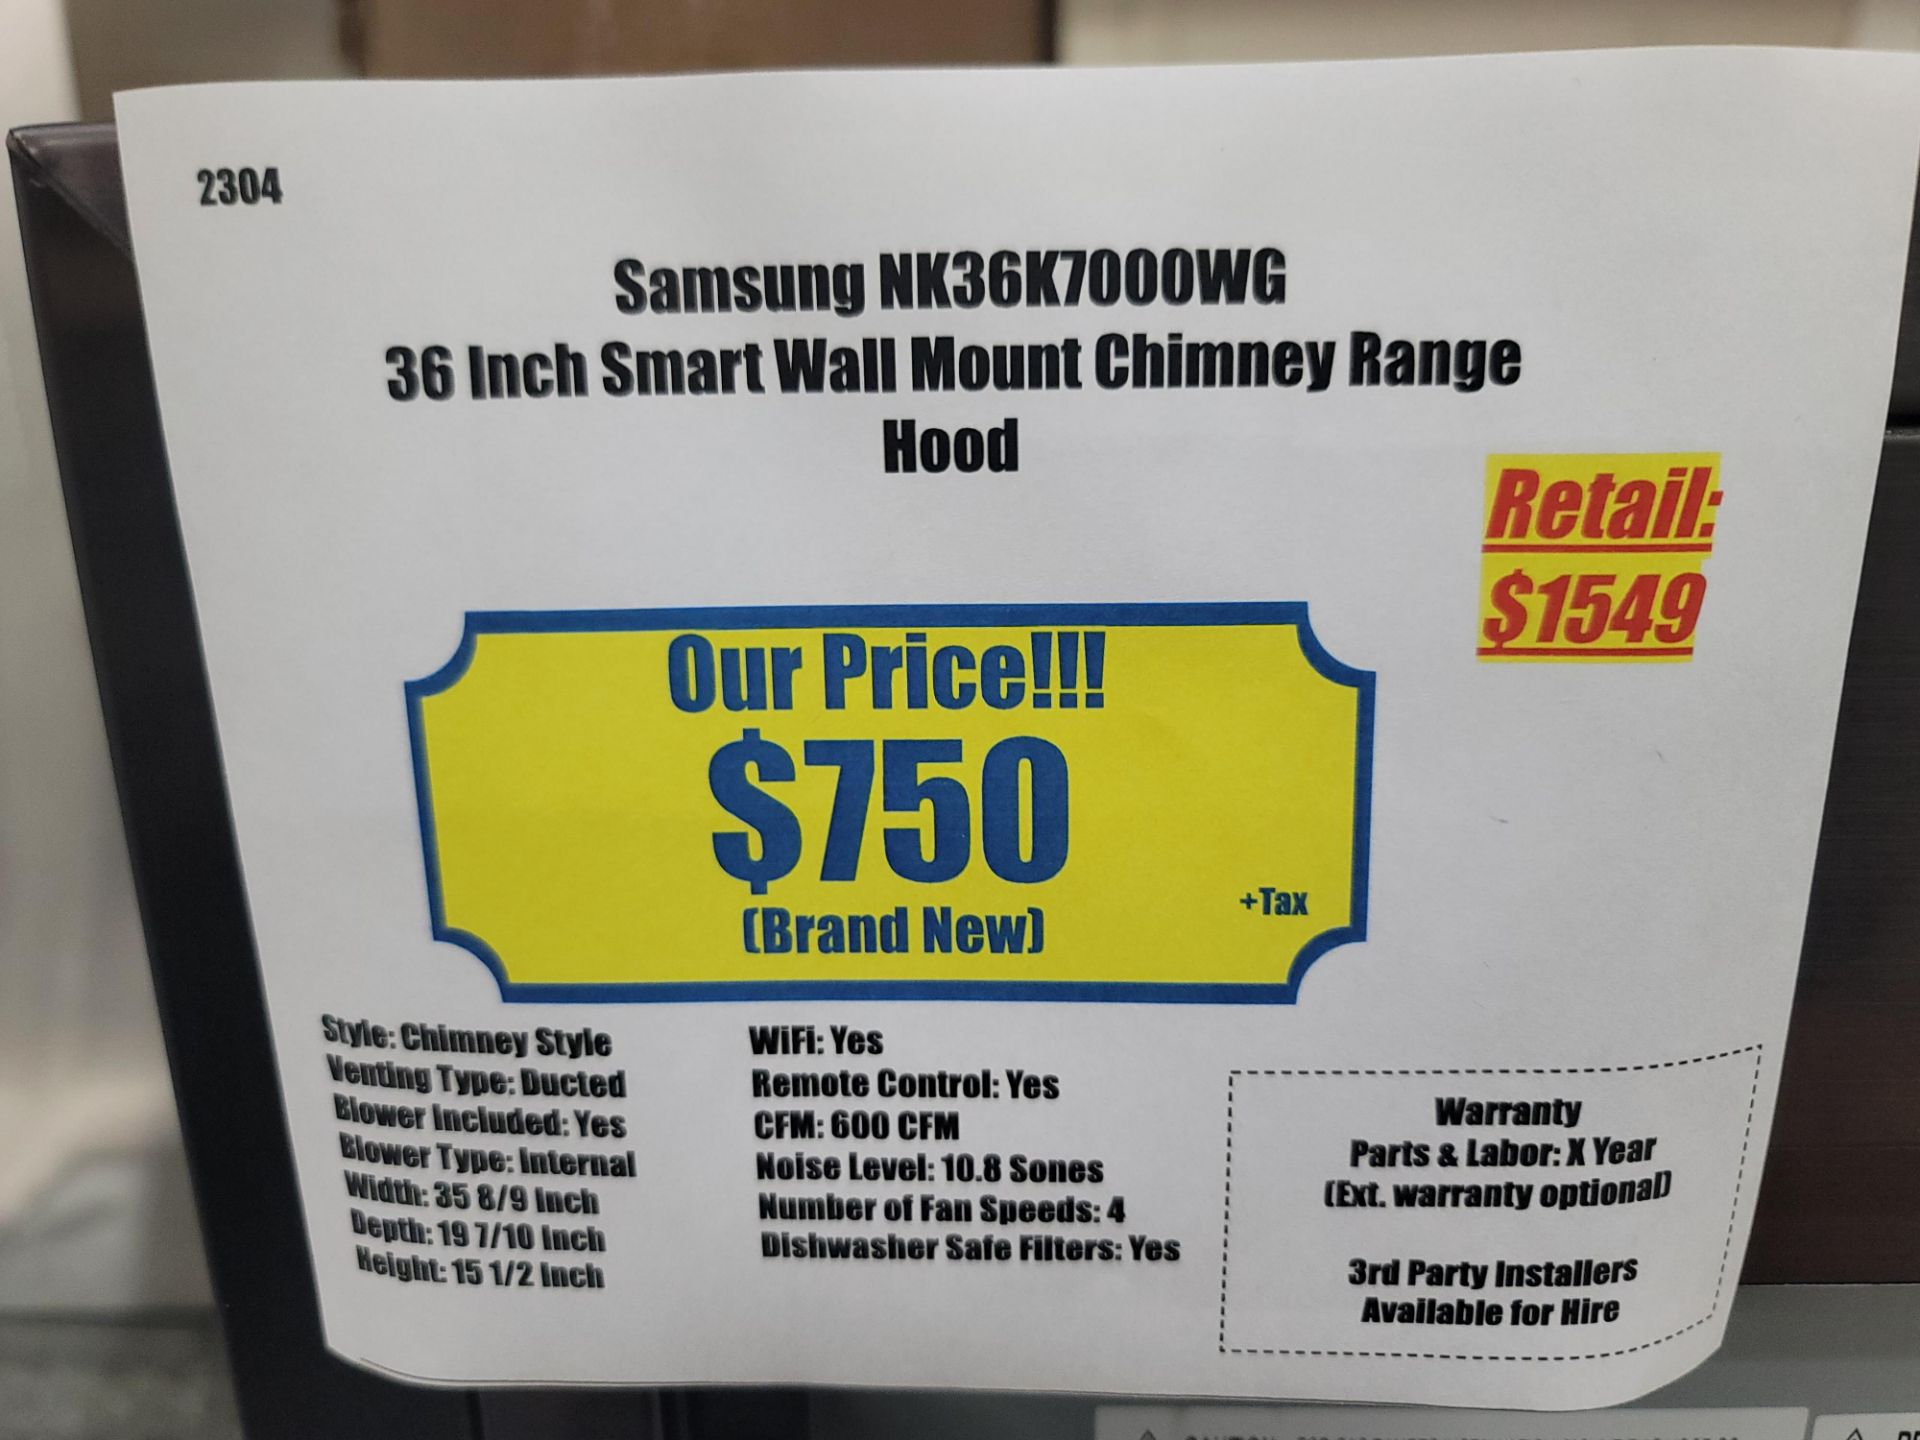 2304
Samsung NK36K7000WG
36 Inch Smart Wall Mount Chimney Range
Hood
Retail:
$1549
Our Price!!!
$750
(Brand New)
+Tax
Style: Chimney Style
Venting Type: Ducted
Blower Included: Yes
Blower Type: Internal
Width: 35 8/9 Inch
Depth: 19 7/10 Inch
Height: 15 1/2 Inch
WiFi: Yes
Remote Control: Yes
CFM: 600 CFM
Noise Level: 10.8 Sones
Number of Fan Speeds: 4
Dishwasher Safe Filters: Yes
Warranty
Parts & Labor: X Year
(Ext. warranty optional)
3rd Party Installers
Available for Hire